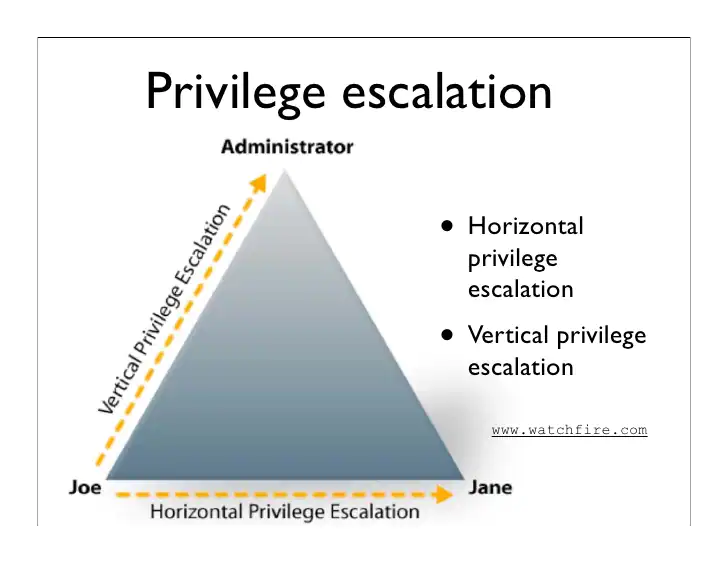 Privilege escalation
Administrator
Vertical Privilege Escalation
Joe
Jane
Horizontal Privilege Escalation
• Horizontal
privilege
escalation
• Vertical privilege
escalation
www.watchfire.com